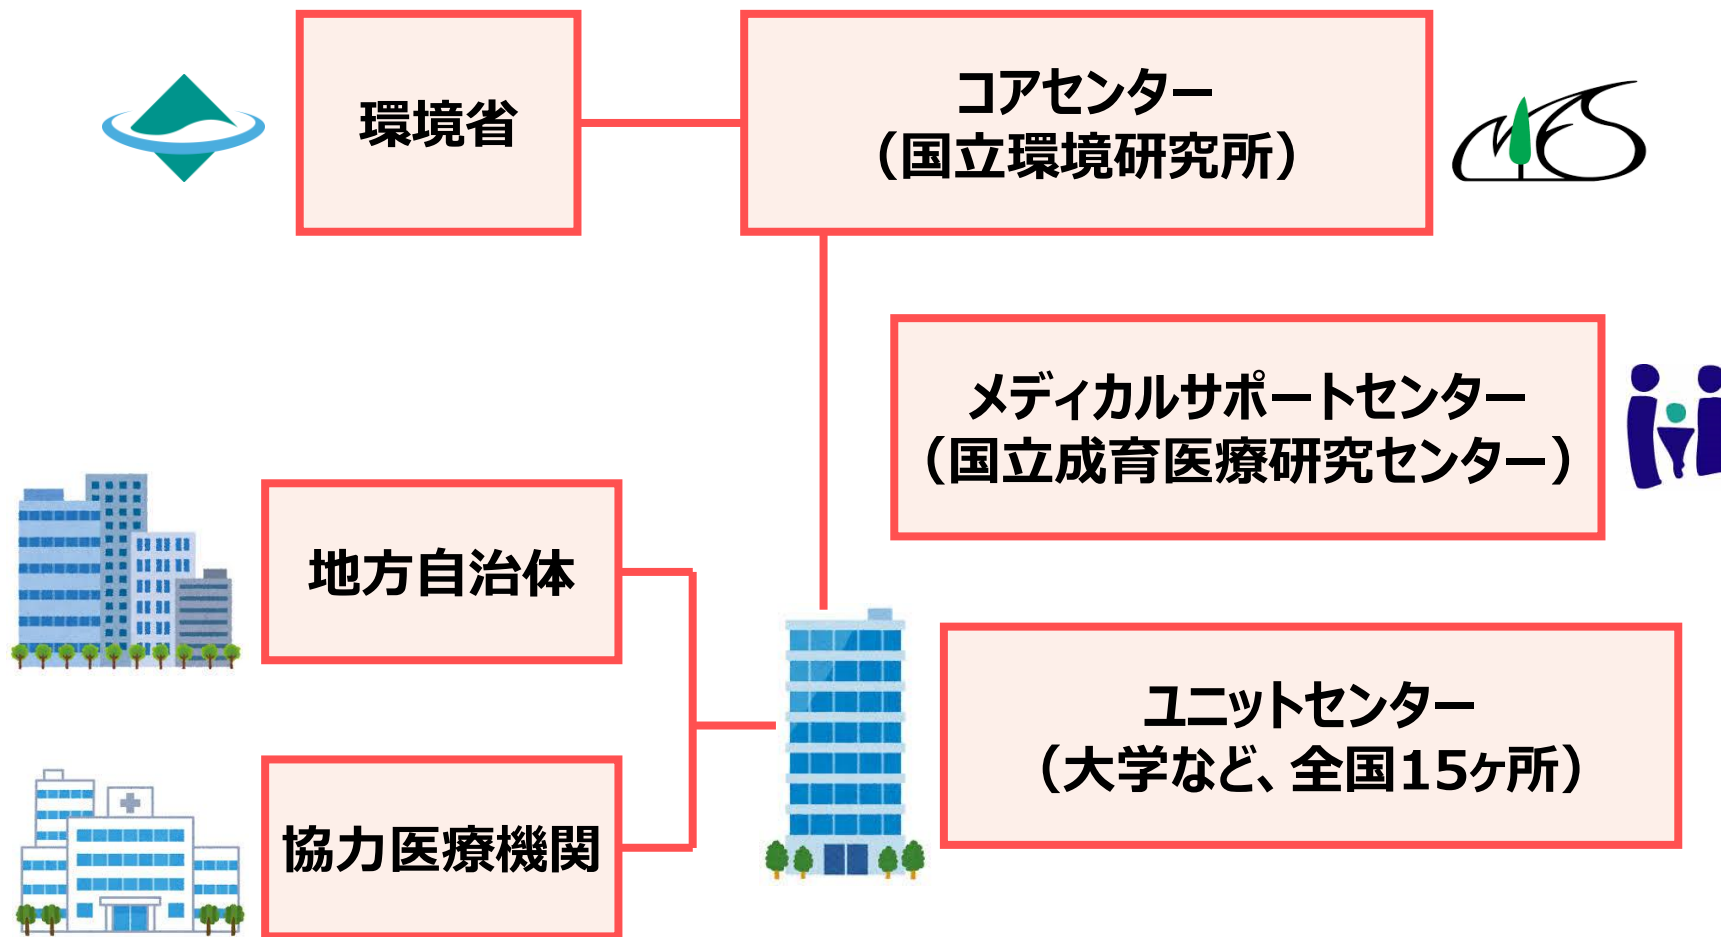 環境省
コアセンター
（国立環境研究所）
メディカルサポートセンター
（国立成育医療研究センター）
地方自治体
ユニットセンター
（大学など、全国15ヶ所）
協力医療機関